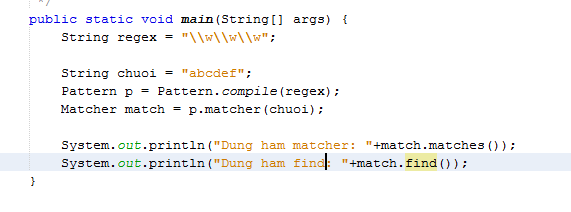 */
public static void main(String[] args) {
String regex = "\\w\\w\\w";
String chuoi = "abcdef";
Pattern p = Pattern.compile(regex);
Matcher match = p.matcher(chuoi);
System.out.println("Dung ham matcher: "+match.matches());
System.out.println("Dung ham find: "+match.find());
}